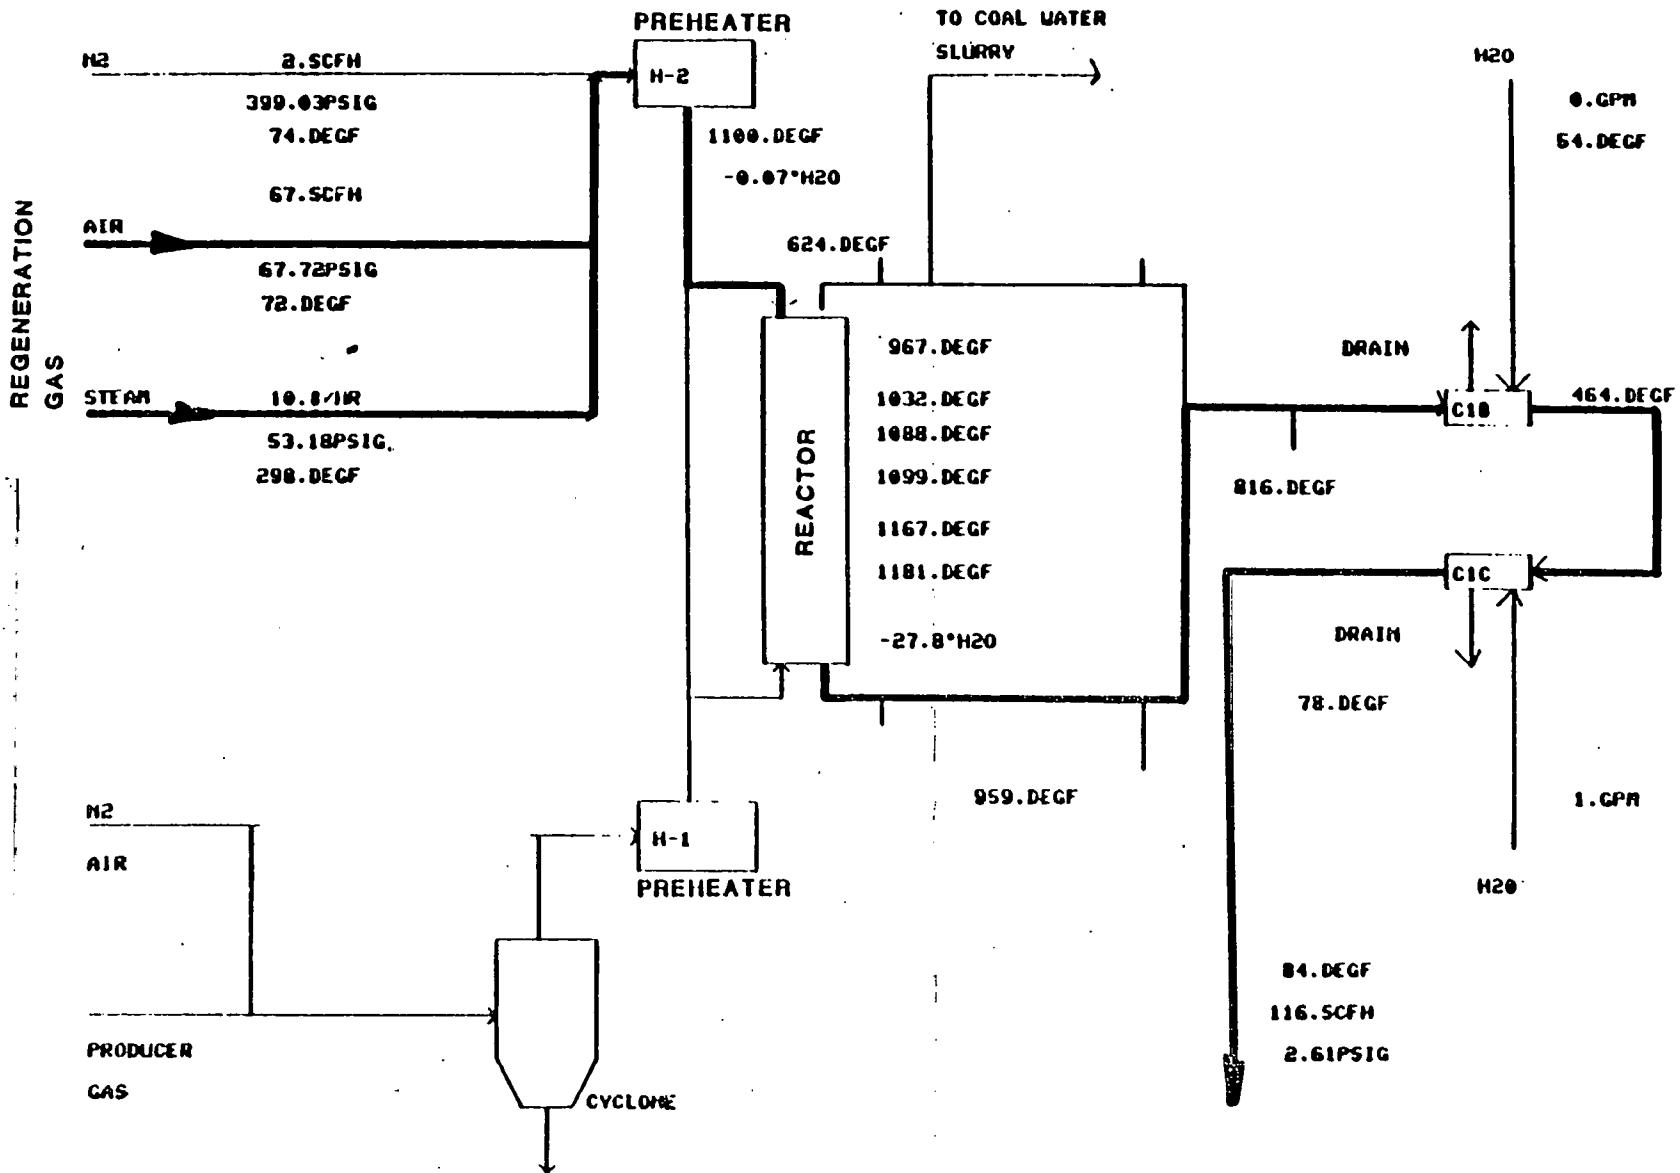 PREHEATER
H-2
TO COAL WATER
SLURRY
N2
2.SCFH
399.03PSIG
74.DEGF
1100.DEGF
-0.07"H2O
H2O
0.GPM
54.DEGF
REGENERATION
GAS
67.SCFH
AIR
67.72PSIG
72.DEGF
624.DEGF
STEAM
10.#/HR
53.18PSIG
298.DEGF
REACTOR
967.DEGF
1032.DEGF
1088.DEGF
1099.DEGF
1167.DEGF
1181.DEGF
-27.8"H2O
DRAIN
C1B
464.DEGF
816.DEGF
C1C
DRAIN
78.DEGF
959.DEGF
1.GPM
H2O
N2
AIR
H-1
PREHEATER
PRODUCER
GAS
CYCLONE
84.DEGF
116.SCFH
2.61PSIG